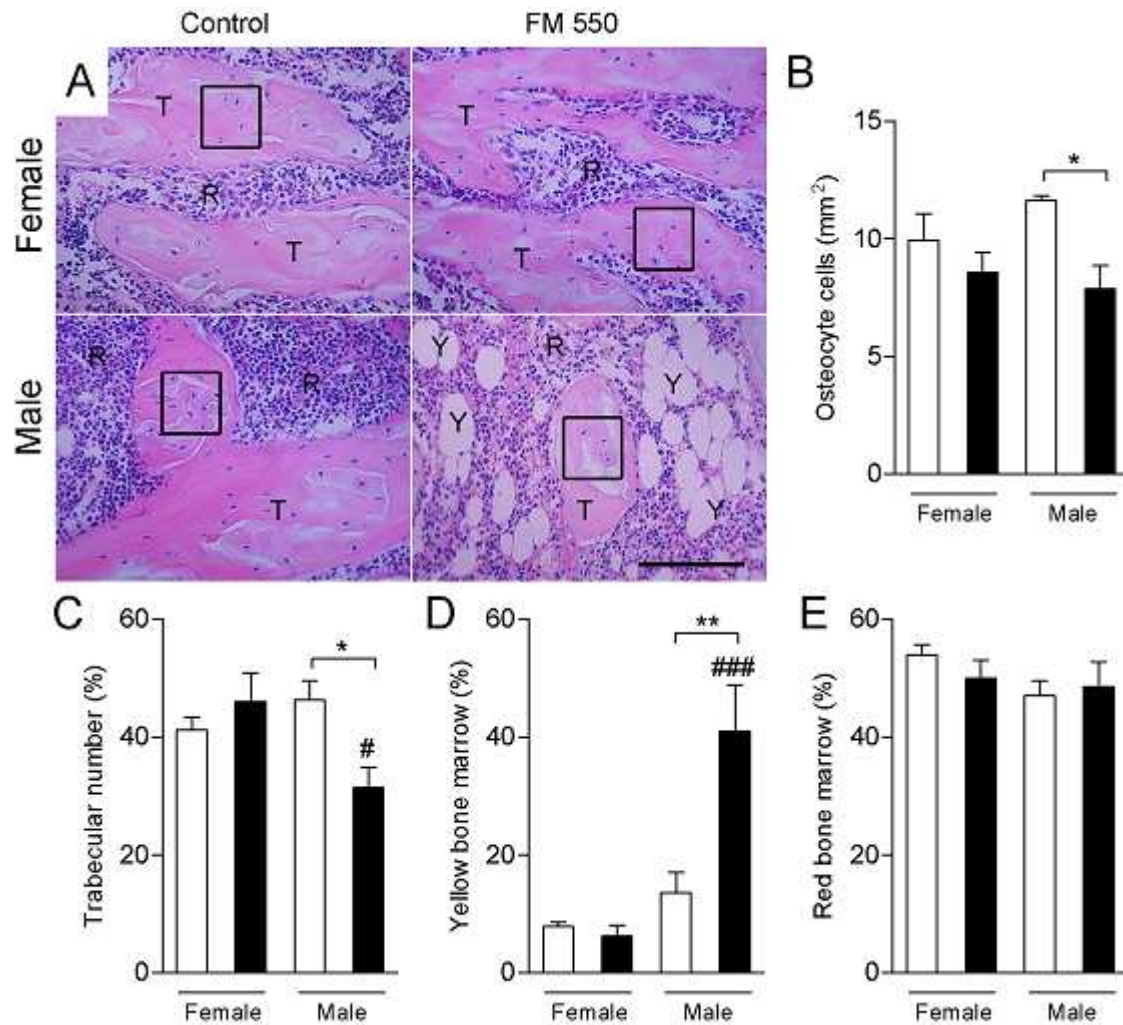 Control FM 550
A
Female
T
R
T
T
R
T
Male
R
R
T
Y
R
Y
Y
T
Y
B
Osteocyte cells (mm²)
15
10
5
0
*
Female Male
C
Trabecular number (%)
60
40
20
0
*
#
Female Male
D
Yellow bone marrow (%)
60
40
20
0
**
###
Female Male
E
Red bone marrow (%)
60
40
20
0
Female Male